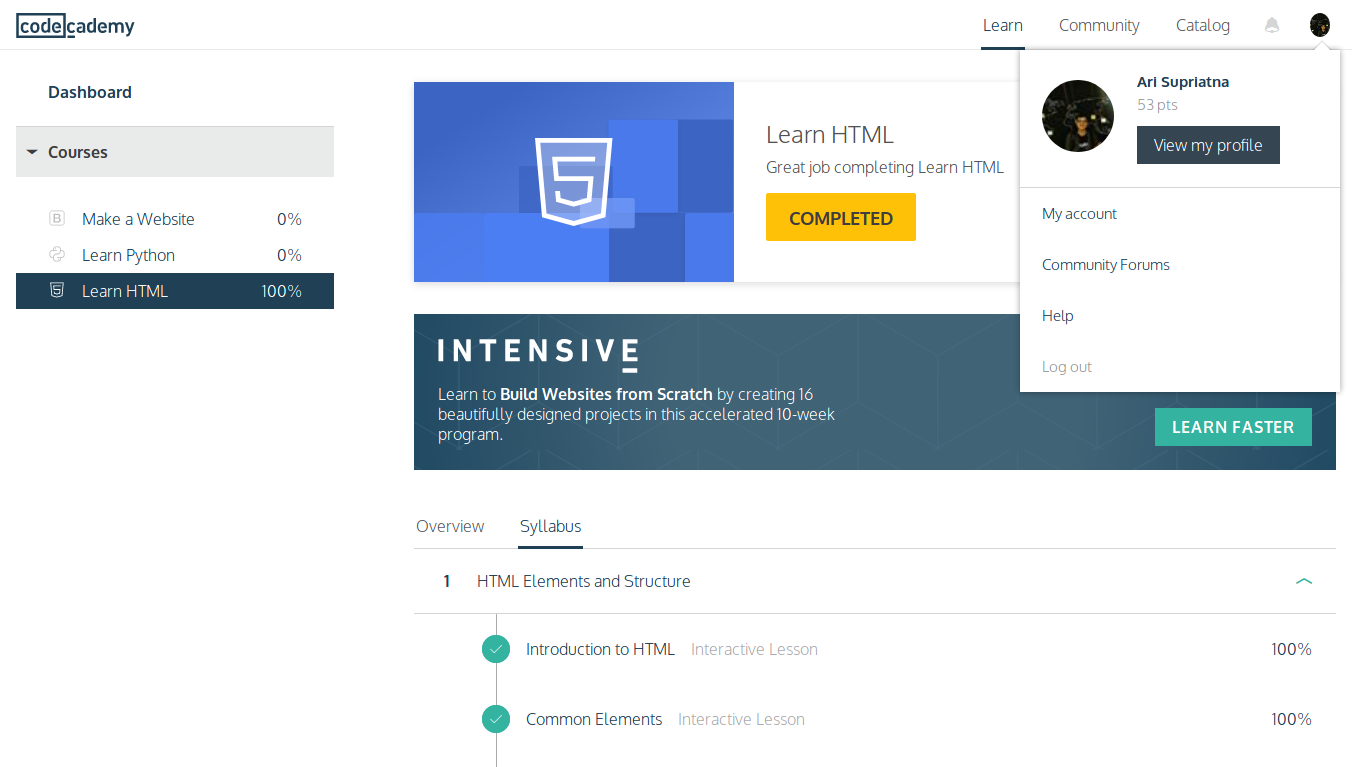 codecademy
Learn
Community
Catalog
Dashboard
Courses
B Make a Website 0%
Learn Python 0%
5 Learn HTML 100%
5
Learn HTML
Great job completing Learn HTML
COMPLETED
Ari Supriatna
53 pts
View my profile
My account
Community Forums
Help
Log out
INTENSIVE
Learn to Build Websites from Scratch by creating 16
beautifully designed projects in this accelerated 10-week
program.
LEARN FASTER
Overview
Syllabus
1 HTML Elements and Structure
Introduction to HTML Interactive Lesson 100%
Common Elements Interactive Lesson 100%